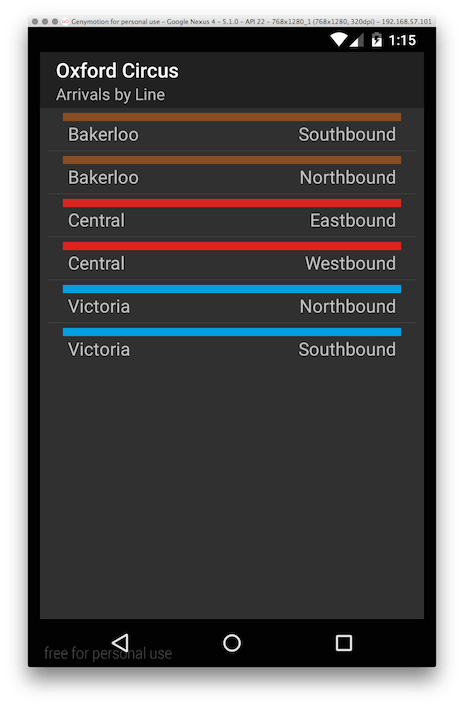 Genymotion for personal use – Google Nexus 4 – 5.1.0 – API 22 – 768x1280_1 (768x1280, 320dpi) – 192.168.57.101
1:15
Oxford Circus
Arrivals by Line
Bakerloo Southbound
Bakerloo Northbound
Central Eastbound
Central Westbound
Victoria Northbound
Victoria Southbound
free for personal use